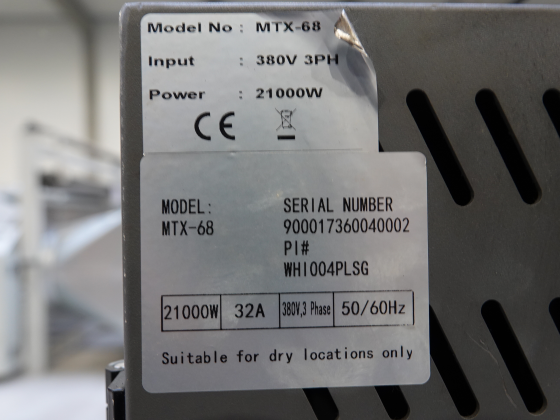 Model No : MTX-68
Input : 380V 3PH
Power : 21000W
CE
MODEL: SERIAL NUMBER
MTX-68 900017360040002
PI#
WHI004PLSG
21000W 32A 380V,3 Phase 50/60Hz
Suitable for dry locations only